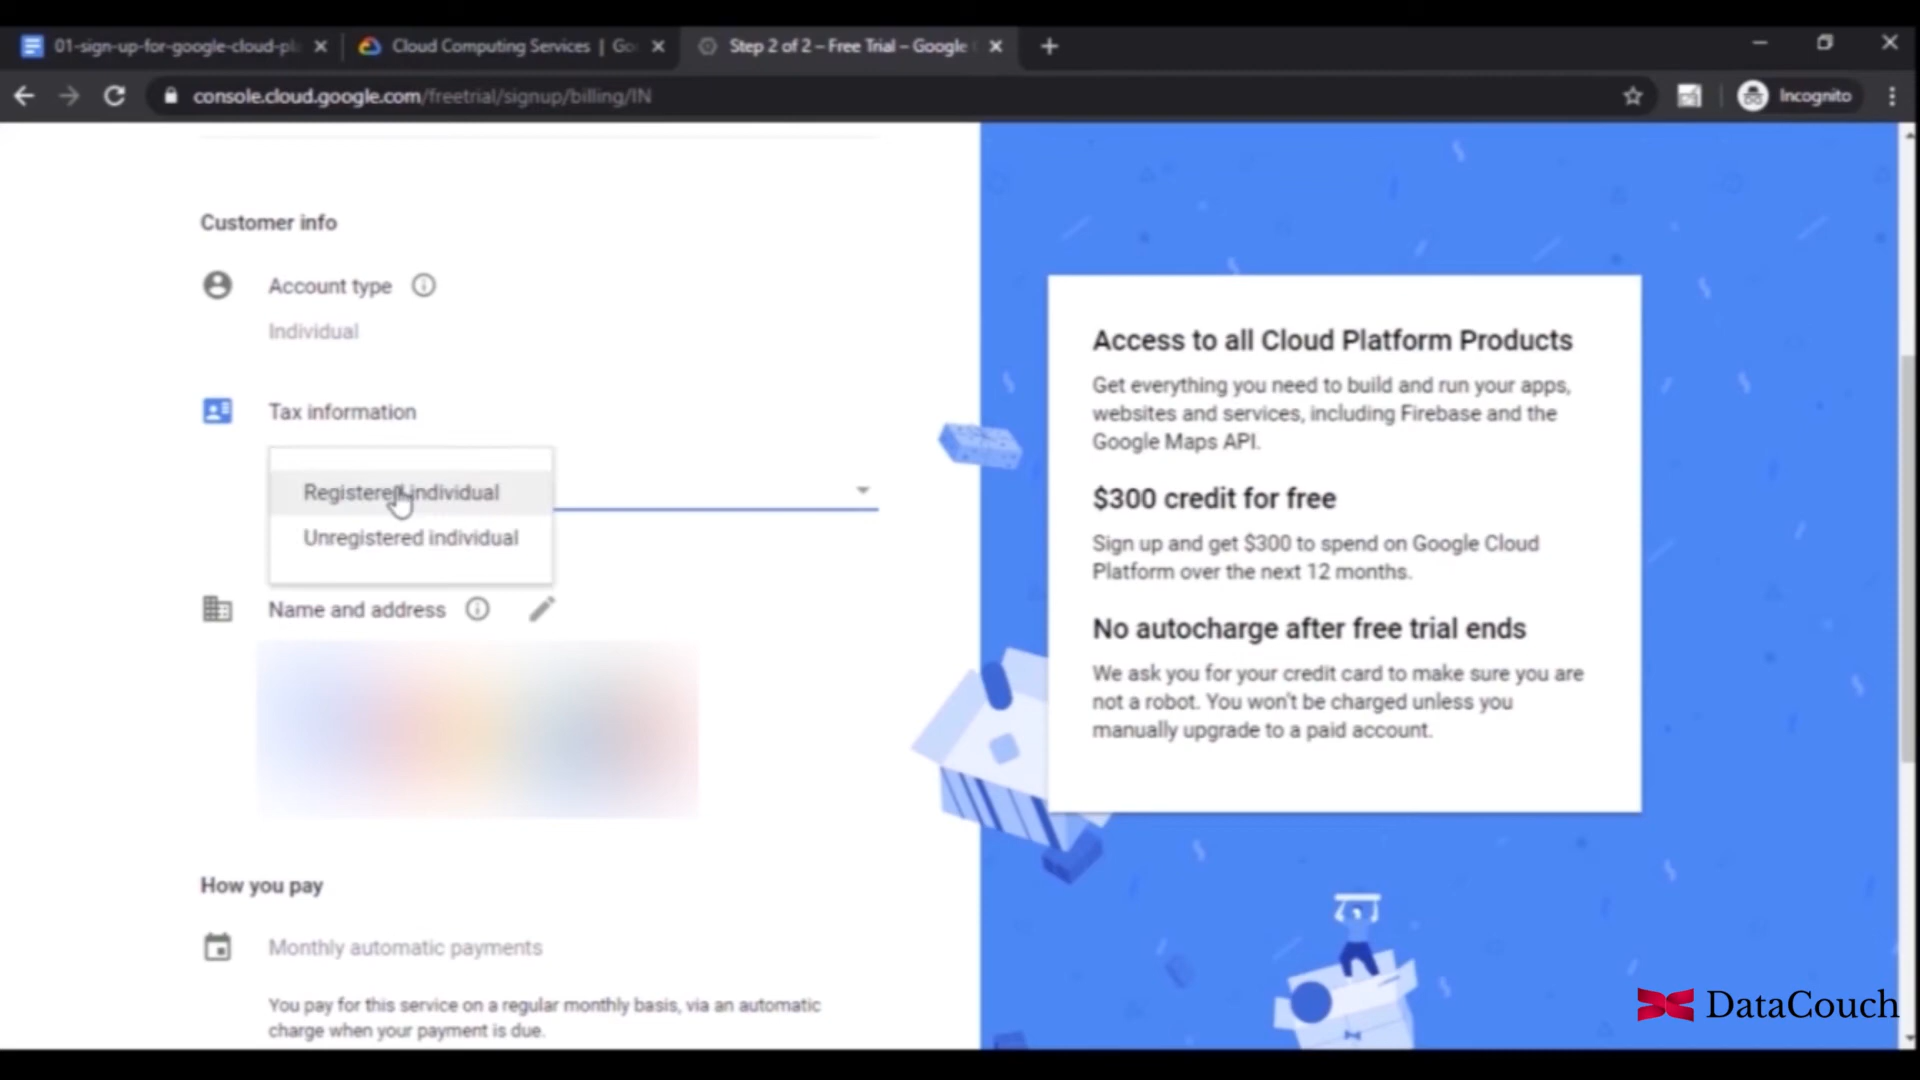 01-sign-up-for-google-cloud-pl
Cloud Computing Services | Go
Step 2 of 2 – Free Trial – Google
console.cloud.google.com/freetrial/signup/billing/IN
Incognito
Customer info
Account type
Individual
Tax information
Registered individual
Unregistered individual
Name and address
How you pay
Monthly automatic payments
You pay for this service on a regular monthly basis, via an automatic
charge when your payment is due.
Access to all Cloud Platform Products
Get everything you need to build and run your apps,
websites and services, including Firebase and the
Google Maps API.
$300 credit for free
Sign up and get $300 to spend on Google Cloud
Platform over the next 12 months.
No autocharge after free trial ends
We ask you for your credit card to make sure you are
not a robot. You won't be charged unless you
manually upgrade to a paid account.
DataCouch